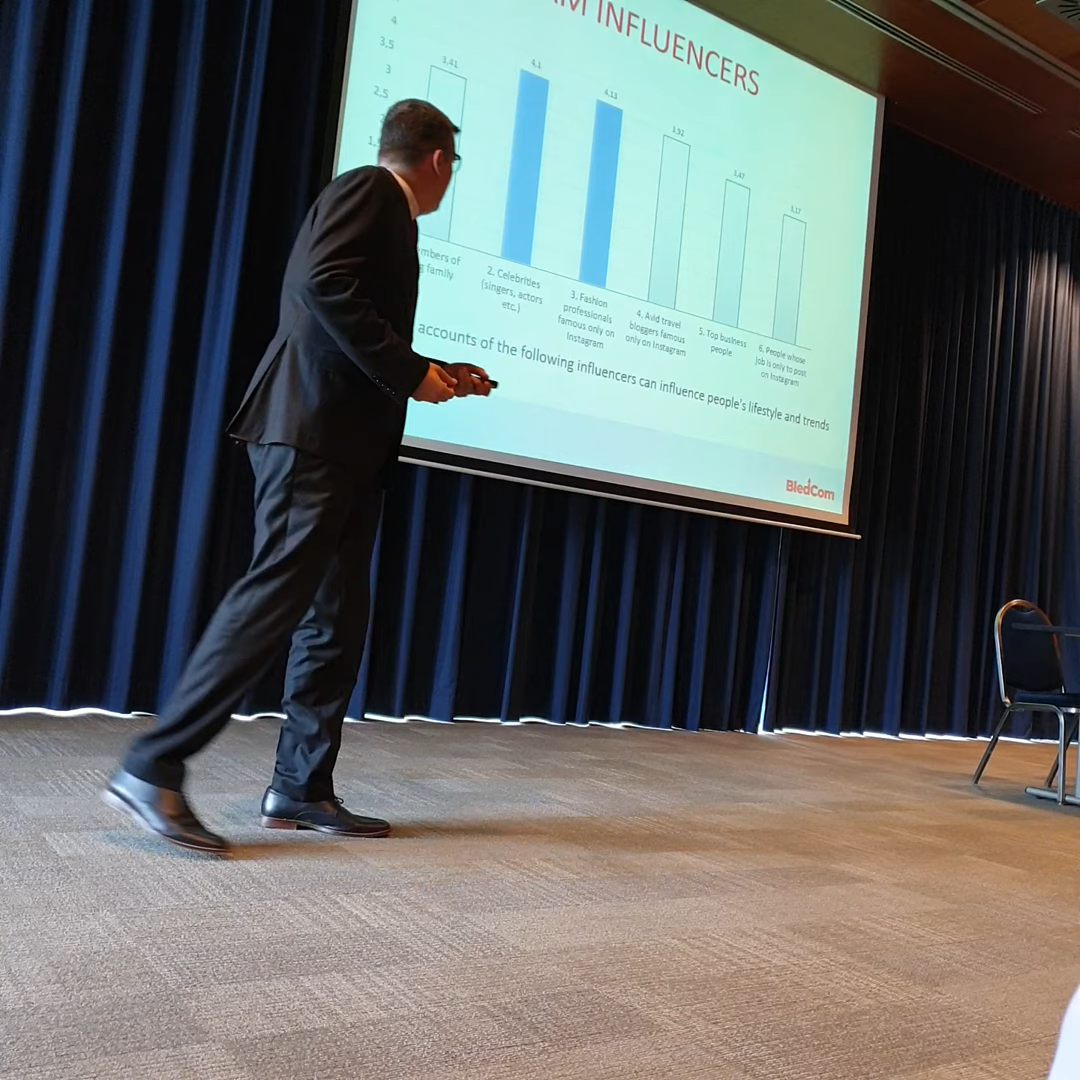 INFLUENCERS
4
3,5
3
2,5
3,41
4,1
4,13
3,92
3,47
3,17
family
2. Celebrities
(singers, actors
etc.)
3. Fashion
professionals
famous only on
Instagram
4. Avid travel
bloggers famous
only on Instagram
5. Top business
people
6. People whose
job is only to post
on Instagram
accounts of the following influencers can influence people's lifestyle and trends
BledCom